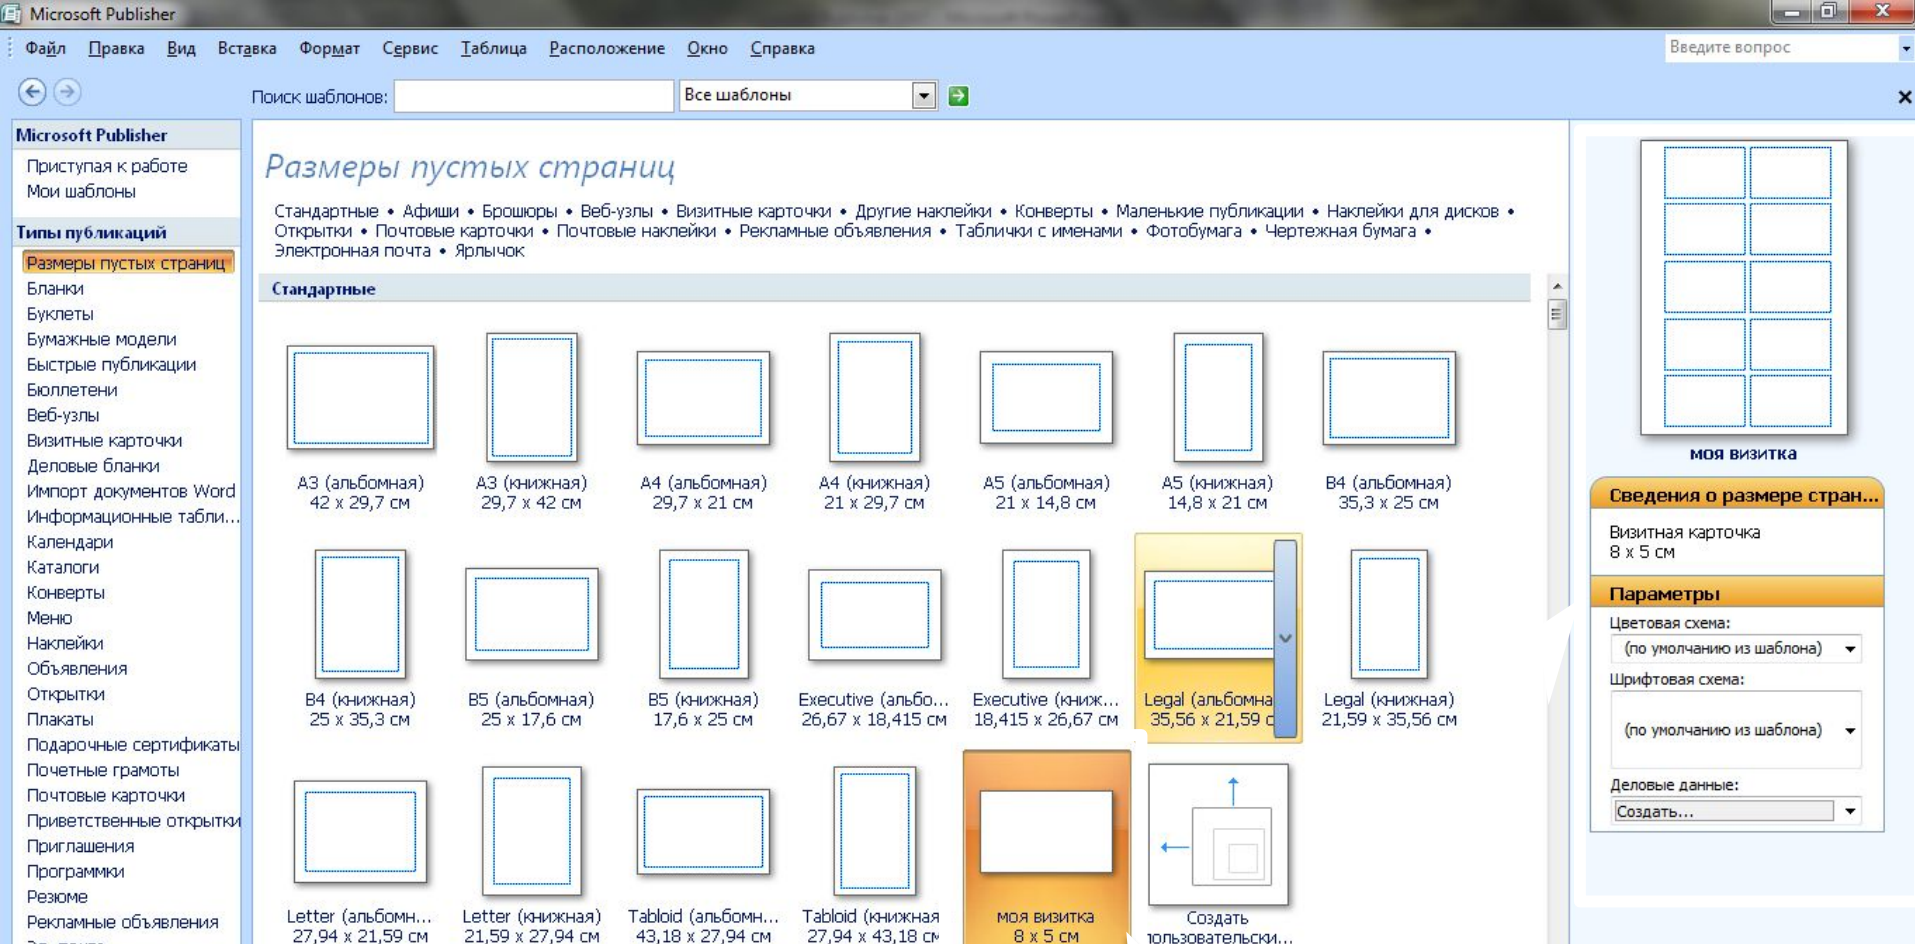 Microsoft Publisher
Файл Правка Вид Вставка Формат Сервис Таблица Расположение Окно Справка
Введите вопрос
Поиск шаблонов:
Все шаблоны
Microsoft Publisher
Приступая к работе
Мои шаблоны
Типы публикаций
Размеры пустых страниц
Бланки
Буклеты
Бумажные модели
Быстрые публикации
Бюллетени
Веб-узлы
Визитные карточки
Деловые бланки
Импорт документов Word
Информационные табли...
Календари
Каталоги
Конверты
Меню
Наклейки
Объявления
Открытки
Плакаты
Подарочные сертификаты
Почетные грамоты
Почтовые карточки
Приветственные открытки
Приглашения
Программки
Резюме
Рекламные объявления
Размеры пустых страниц
Стандартные • Афиши • Брошюры • Веб-узлы • Визитные карточки • Другие наклейки • Конверты • Маленькие публикации • Наклейки для дисков •
Открытки • Почтовые карточки • Почтовые наклейки • Рекламные объявления • Таблички с именами • Фотобумага • Чертежная бумага •
Электронная почта • Ярлычок
Стандартные
A3 (альбомная)
42 x 29,7 см
A3 (книжная)
29,7 x 42 см
A4 (альбомная)
29,7 x 21 см
A4 (книжная)
21 x 29,7 см
A5 (альбомная)
21 x 14,8 см
A5 (книжная)
14,8 x 21 см
B4 (альбомная)
35,3 x 25 см
B4 (книжная)
25 x 35,3 см
B5 (альбомная)
25 x 17,6 см
B5 (книжная)
17,6 x 25 см
Executive (альбо...
26,67 x 18,415 см
Executive (книж...
18,415 x 26,67 см
Legal (альбомна
35,56 x 21,59 с
Legal (книжная)
21,59 x 35,56 см
Letter (альбомн...
27,94 x 21,59 см
Letter (книжная)
21,59 x 27,94 см
Tabloid (альбомн...
43,18 x 27,94 см
Tabloid (книжная
27,94 x 43,18 см
моя визитка
8 x 5 см
Создать
пользовательски...
моя визитка
Сведения о размере стран...
Визитная карточка
8 x 5 см
Параметры
Цветовая схема:
(по умолчанию из шаблона)
Шрифтовая схема:
(по умолчанию из шаблона)
Деловые данные:
Создать...